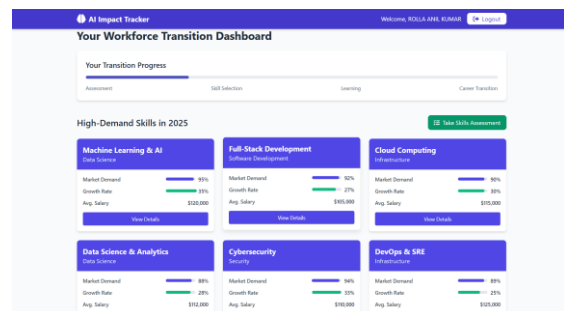 AI Impact Tracker
Welcome, ROLLA ANIL KUMAR
Logout
Your Workforce Transition Dashboard
Your Transition Progress
Assessment
Skill Selection
Learning
Career Transition
High-Demand Skills in 2025
Take Skills Assessment
Machine Learning & AI
Data Science
Market Demand 95%
Growth Rate 35%
Avg. Salary $120,000
View Details
Full-Stack Development
Software Development
Market Demand 92%
Growth Rate 27%
Avg. Salary $105,000
View Details
Cloud Computing
Infrastructure
Market Demand 90%
Growth Rate 30%
Avg. Salary $115,000
View Details
Data Science & Analytics
Data Science
Market Demand 88%
Growth Rate 28%
Avg. Salary $112,000
Cybersecurity
Security
Market Demand 94%
Growth Rate 33%
Avg. Salary $110,000
DevOps & SRE
Infrastructure
Market Demand 89%
Growth Rate 25%
Avg. Salary $125,000